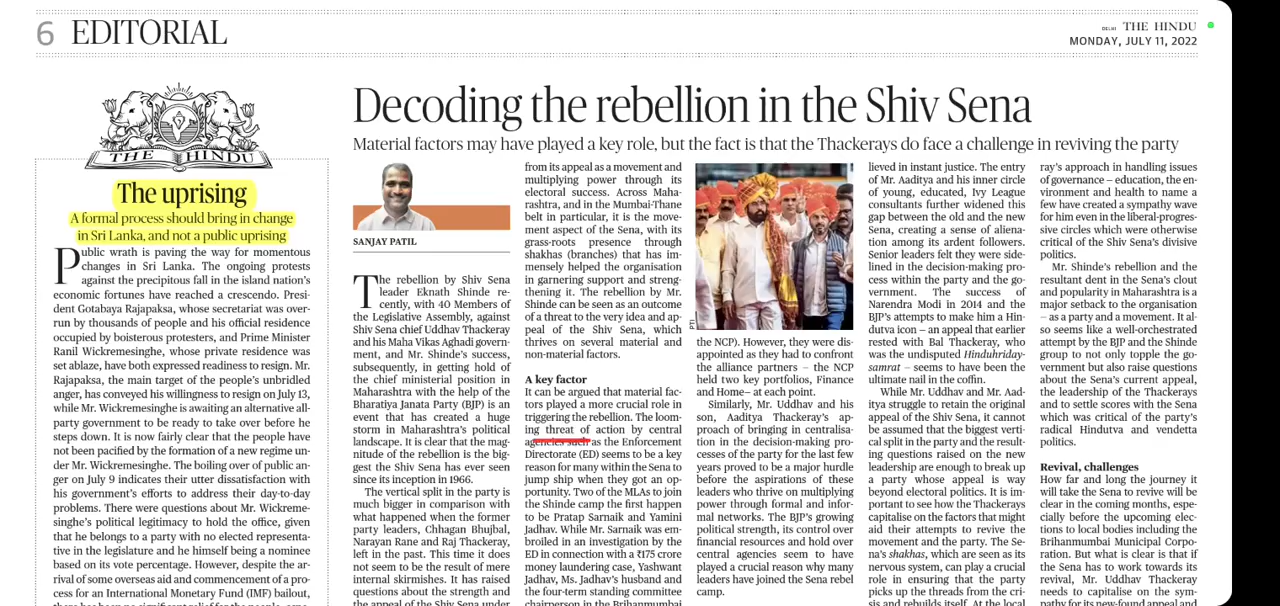 6 EDITORIAL
DELHI THE HINDU
MONDAY, JULY 11, 2022
THE HINDU
The uprising
A formal process should bring in change
in Sri Lanka, and not a public uprising
Public wrath is paving the way for momentous
changes in Sri Lanka. The ongoing protests
against the precipitous fall in the island nation's
economic fortunes have reached a crescendo. Presi-
dent Gotabaya Rajapaksa, whose secretariat was over-
run by thousands of people and his official residence
occupied by boisterous protesters, and Prime Minister
Ranil Wickremesinghe, whose private residence was
set ablaze, have both expressed readiness to resign. Mr.
Rajapaksa, the main target of the people's unbridled
anger, has conveyed his willingness to resign on July 13,
while Mr. Wickremesinghe is awaiting an alternative all-
party government to be ready to take over before he
steps down. It is now fairly clear that the people have
not been pacified by the formation of a new regime un-
der Mr. Wickremesinghe. The boiling over of public an-
ger on July 9 indicates their utter dissatisfaction with
his government's efforts to address their day-to-day
problems. There were questions about Mr. Wickreme-
singhe's political legitimacy to hold the office, given
that he belongs to a party with no elected representa-
tive in the legislature and he himself being a nominee
based on its vote percentage. However, despite the ar-
rival of some overseas aid and commencement of a pro-
cess for an International Monetary Fund (IMF) bailout,
Decoding the rebellion in the Shiv Sena
Material factors may have played a key role, but the fact is that the Thackerays do face a challenge in reviving the party
SANJAY PATIL
The rebellion by Shiv Sena
leader Eknath Shinde re-
cently, with 40 Members of
the Legislative Assembly, against
Shiv Sena chief Uddhav Thackeray
and his Maha Vikas Aghadi govern-
ment, and Mr. Shinde's success,
subsequently, in getting hold of
the chief ministerial position in
Maharashtra with the help of the
Bharatiya Janata Party (BJP) is an
event that has created a huge
storm in Maharashtra's political
landscape. It is clear that the mag-
nitude of the rebellion is the big-
gest the Shiv Sena has ever seen
since its inception in 1966.
The vertical split in the party is
much bigger in comparison with
what happened when the former
party leaders, Chhagan Bhujbal,
Narayan Rane and Raj Thackeray,
left in the past. This time it does
not seem to be the result of mere
internal skirmishes. It has raised
questions about the strength and
the appeal of the Shiv Sena under
from its appeal as a movement and
multiplying power through its
electoral success. Across Maha-
rashtra, and in the Mumbai-Thane
belt in particular, it is the move-
ment aspect of the Sena, with its
grass-roots presence through
shakhas (branches) that has im-
mensely helped the organisation
in garnering support and streng-
thening it. The rebellion by Mr.
Shinde can be seen as an outcome
of a threat to the very idea and ap-
peal of the Shiv Sena, which
thrives on several material and
non-material factors.
A key factor
It can be argued that material fac-
tors played a more crucial role in
triggering the rebellion. The loom-
ing threat of action by central
agencies such as the Enforcement
Directorate (ED) seems to be a key
reason for many within the Sena to
jump ship when they got an op-
portunity. Two of the MLAs to join
the Shinde camp the first happen
to be Pratap Sarnaik and Yamini
Jadhav. While Mr. Sarnaik was em-
broiled in an investigation by the
ED in connection with a ₹175 crore
money laundering case, Yashwant
Jadhav, Ms. Jadhav's husband and
the four-term standing committee
chairperson in the Brihanmumbai
PTI
the NCP). However, they were dis-
appointed as they had to confront
the alliance partners – the NCP
held two key portfolios, Finance
and Home– at each point.
Similarly, Mr. Uddhav and his
son, Aaditya Thackeray's ap-
proach of bringing in centralisa-
tion in the decision-making pro-
cesses of the party for the last few
years proved to be a major hurdle
before the aspirations of these
leaders who thrive on multiplying
power through formal and infor-
mal networks. The BJP's growing
political strength, its control over
financial resources and hold over
central agencies seem to have
played a crucial reason why many
leaders have joined the Sena rebel
camp.
lieved in instant justice. The entry
of Mr. Aaditya and his inner circle
of young, educated, Ivy League
consultants further widened this
gap between the old and the new
Sena, creating a sense of aliena-
tion among its ardent followers.
Senior leaders felt they were side-
lined in the decision-making pro-
cess within the party and the go-
vernment. The success of
Narendra Modi in 2014 and the
BJP's attempts to make him a Hin-
dutva icon – an appeal that earlier
rested with Bal Thackeray, who
was the undisputed Hinduhriday-
samrat – seems to have been the
ultimate nail in the coffin.
While Mr. Uddhav and Mr. Aad-
itya struggle to retain the original
appeal of the Shiv Sena, it cannot
be assumed that the biggest verti-
cal split in the party and the result-
ing questions raised on the new
leadership are enough to break up
a party whose appeal is way
beyond electoral politics. It is im-
portant to see how the Thackerays
capitalise on the factors that might
aid their attempts to revive the
movement and the party. The Se-
na's shakhas, which are seen as its
nervous system, can play a crucial
role in ensuring that the party
picks up the threads from the cri-
sis and rebuilds itself. At the local
ray's approach in handling issues
of governance – education, the en-
vironment and health to name a
few have created a sympathy wave
for him even in the liberal-progres-
sive circles which were otherwise
critical of the Shiv Sena's divisive
politics.
Mr. Shinde's rebellion and the
resultant dent in the Sena's clout
and popularity in Maharashtra is a
major setback to the organisation
– as a party and a movement. It al-
so seems like a well-orchestrated
attempt by the BJP and the Shinde
group to not only topple the go-
vernment but also raise questions
about the Sena's current appeal,
the leadership of the Thackerays
and to settle scores with the Sena
which was critical of the party's
radical Hindutva and vendetta
politics.
Revival, challenges
How far and long the journey it
will take the Sena to revive will be
clear in the coming months, espe-
cially before the upcoming elec-
tions to local bodies including the
Brihanmumbai Municipal Corpo-
ration. But what is clear is that if
the Sena has to work towards its
revival, Mr. Uddhav Thackeray
needs to capitalise on the sym-
pathy for its new-found appeal and